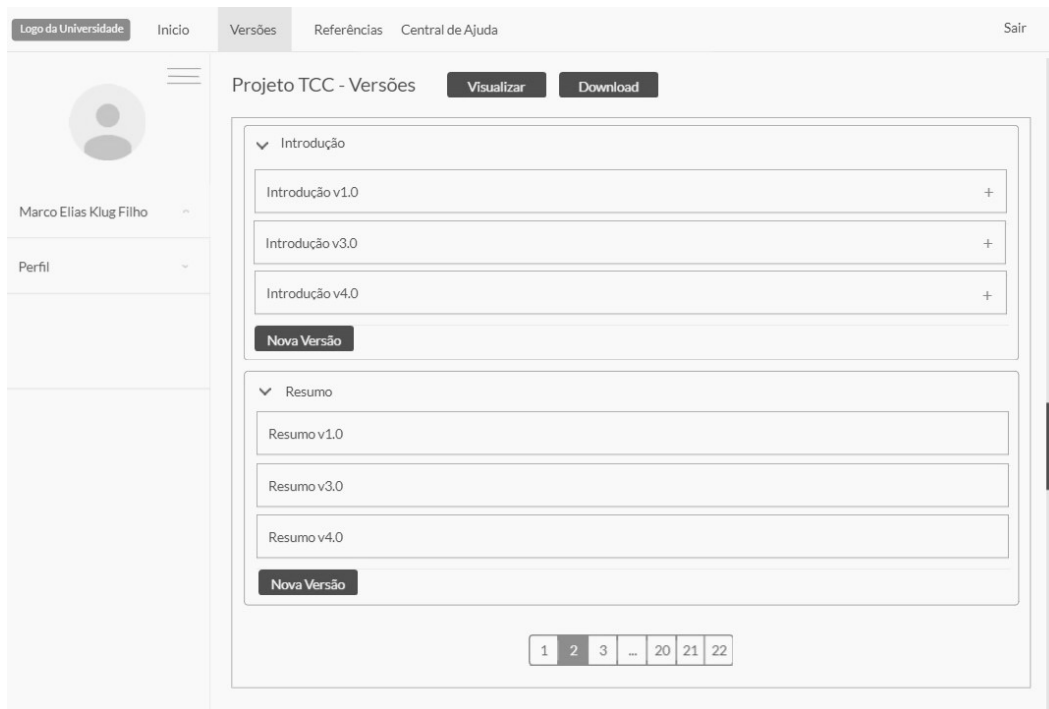 Logo da Universidade Inicio Versões Referências Central de Ajuda Sair
Projeto TCC - Versões Visualizar Download
Marco Elias Klug Filho
Perfil
Introdução
Introdução v1.0 +
Introdução v3.0 +
Introdução v4.0 +
Nova Versão
Resumo
Resumo v1.0
Resumo v3.0
Resumo v4.0
Nova Versão
1 2 3 ... 20 21 22